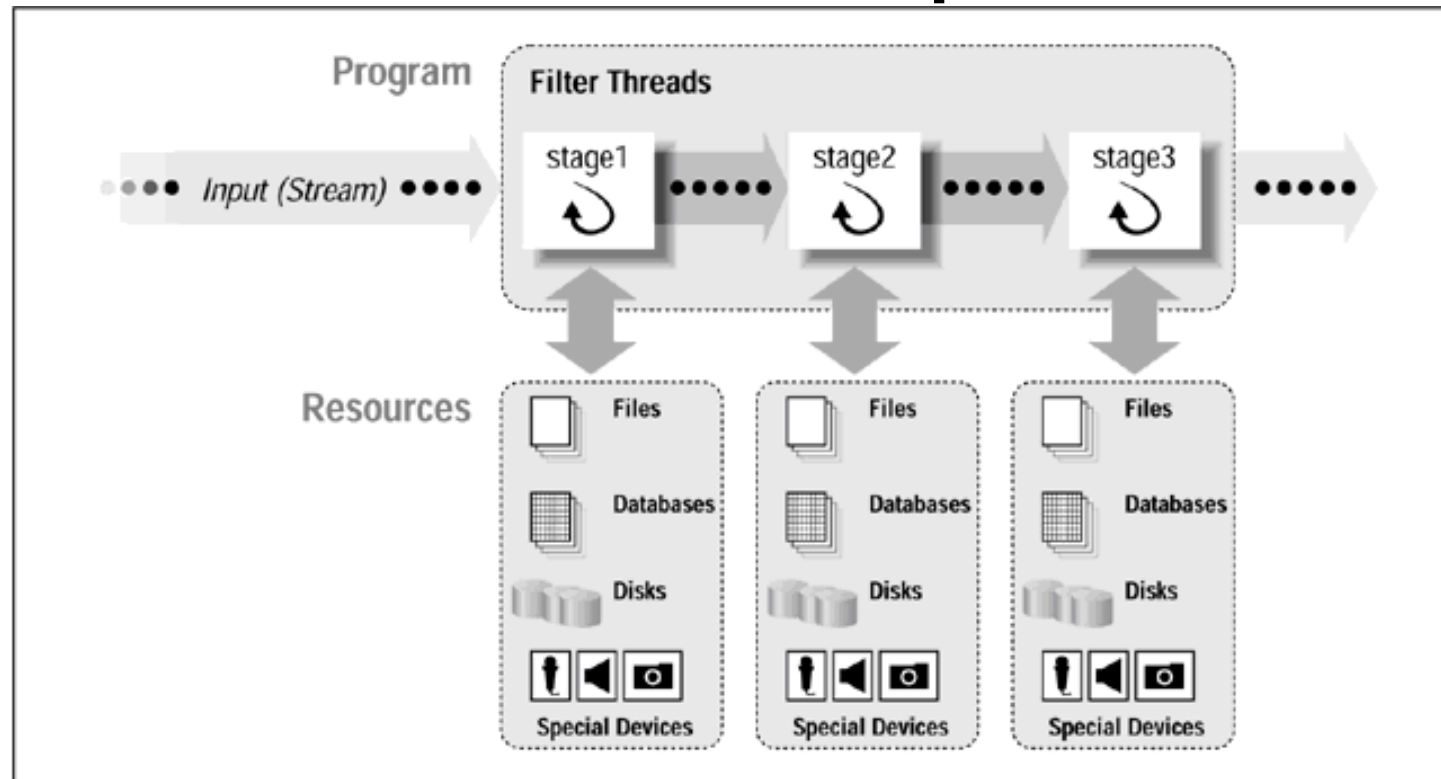 Program
Filter Threads
stage1
stage2
stage3
Input (Stream)
Resources
Files
Databases
Disks
Special Devices
Files
Databases
Disks
Special Devices
Files
Databases
Disks
Special Devices